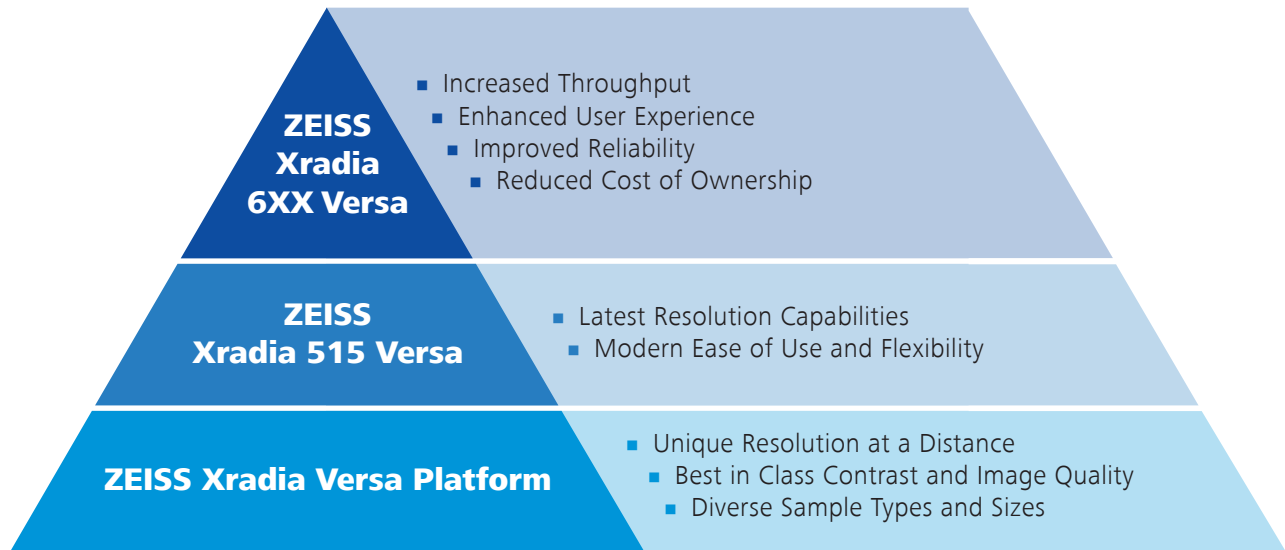 ZEISS
Xradia
6XX Versa
Increased Throughput
Enhanced User Experience
Improved Reliability
Reduced Cost of Ownership
ZEISS
Xradia 515 Versa
Latest Resolution Capabilities
Modern Ease of Use and Flexibility
ZEISS Xradia Versa Platform
Unique Resolution at a Distance
Best in Class Contrast and Image Quality
Diverse Sample Types and Sizes